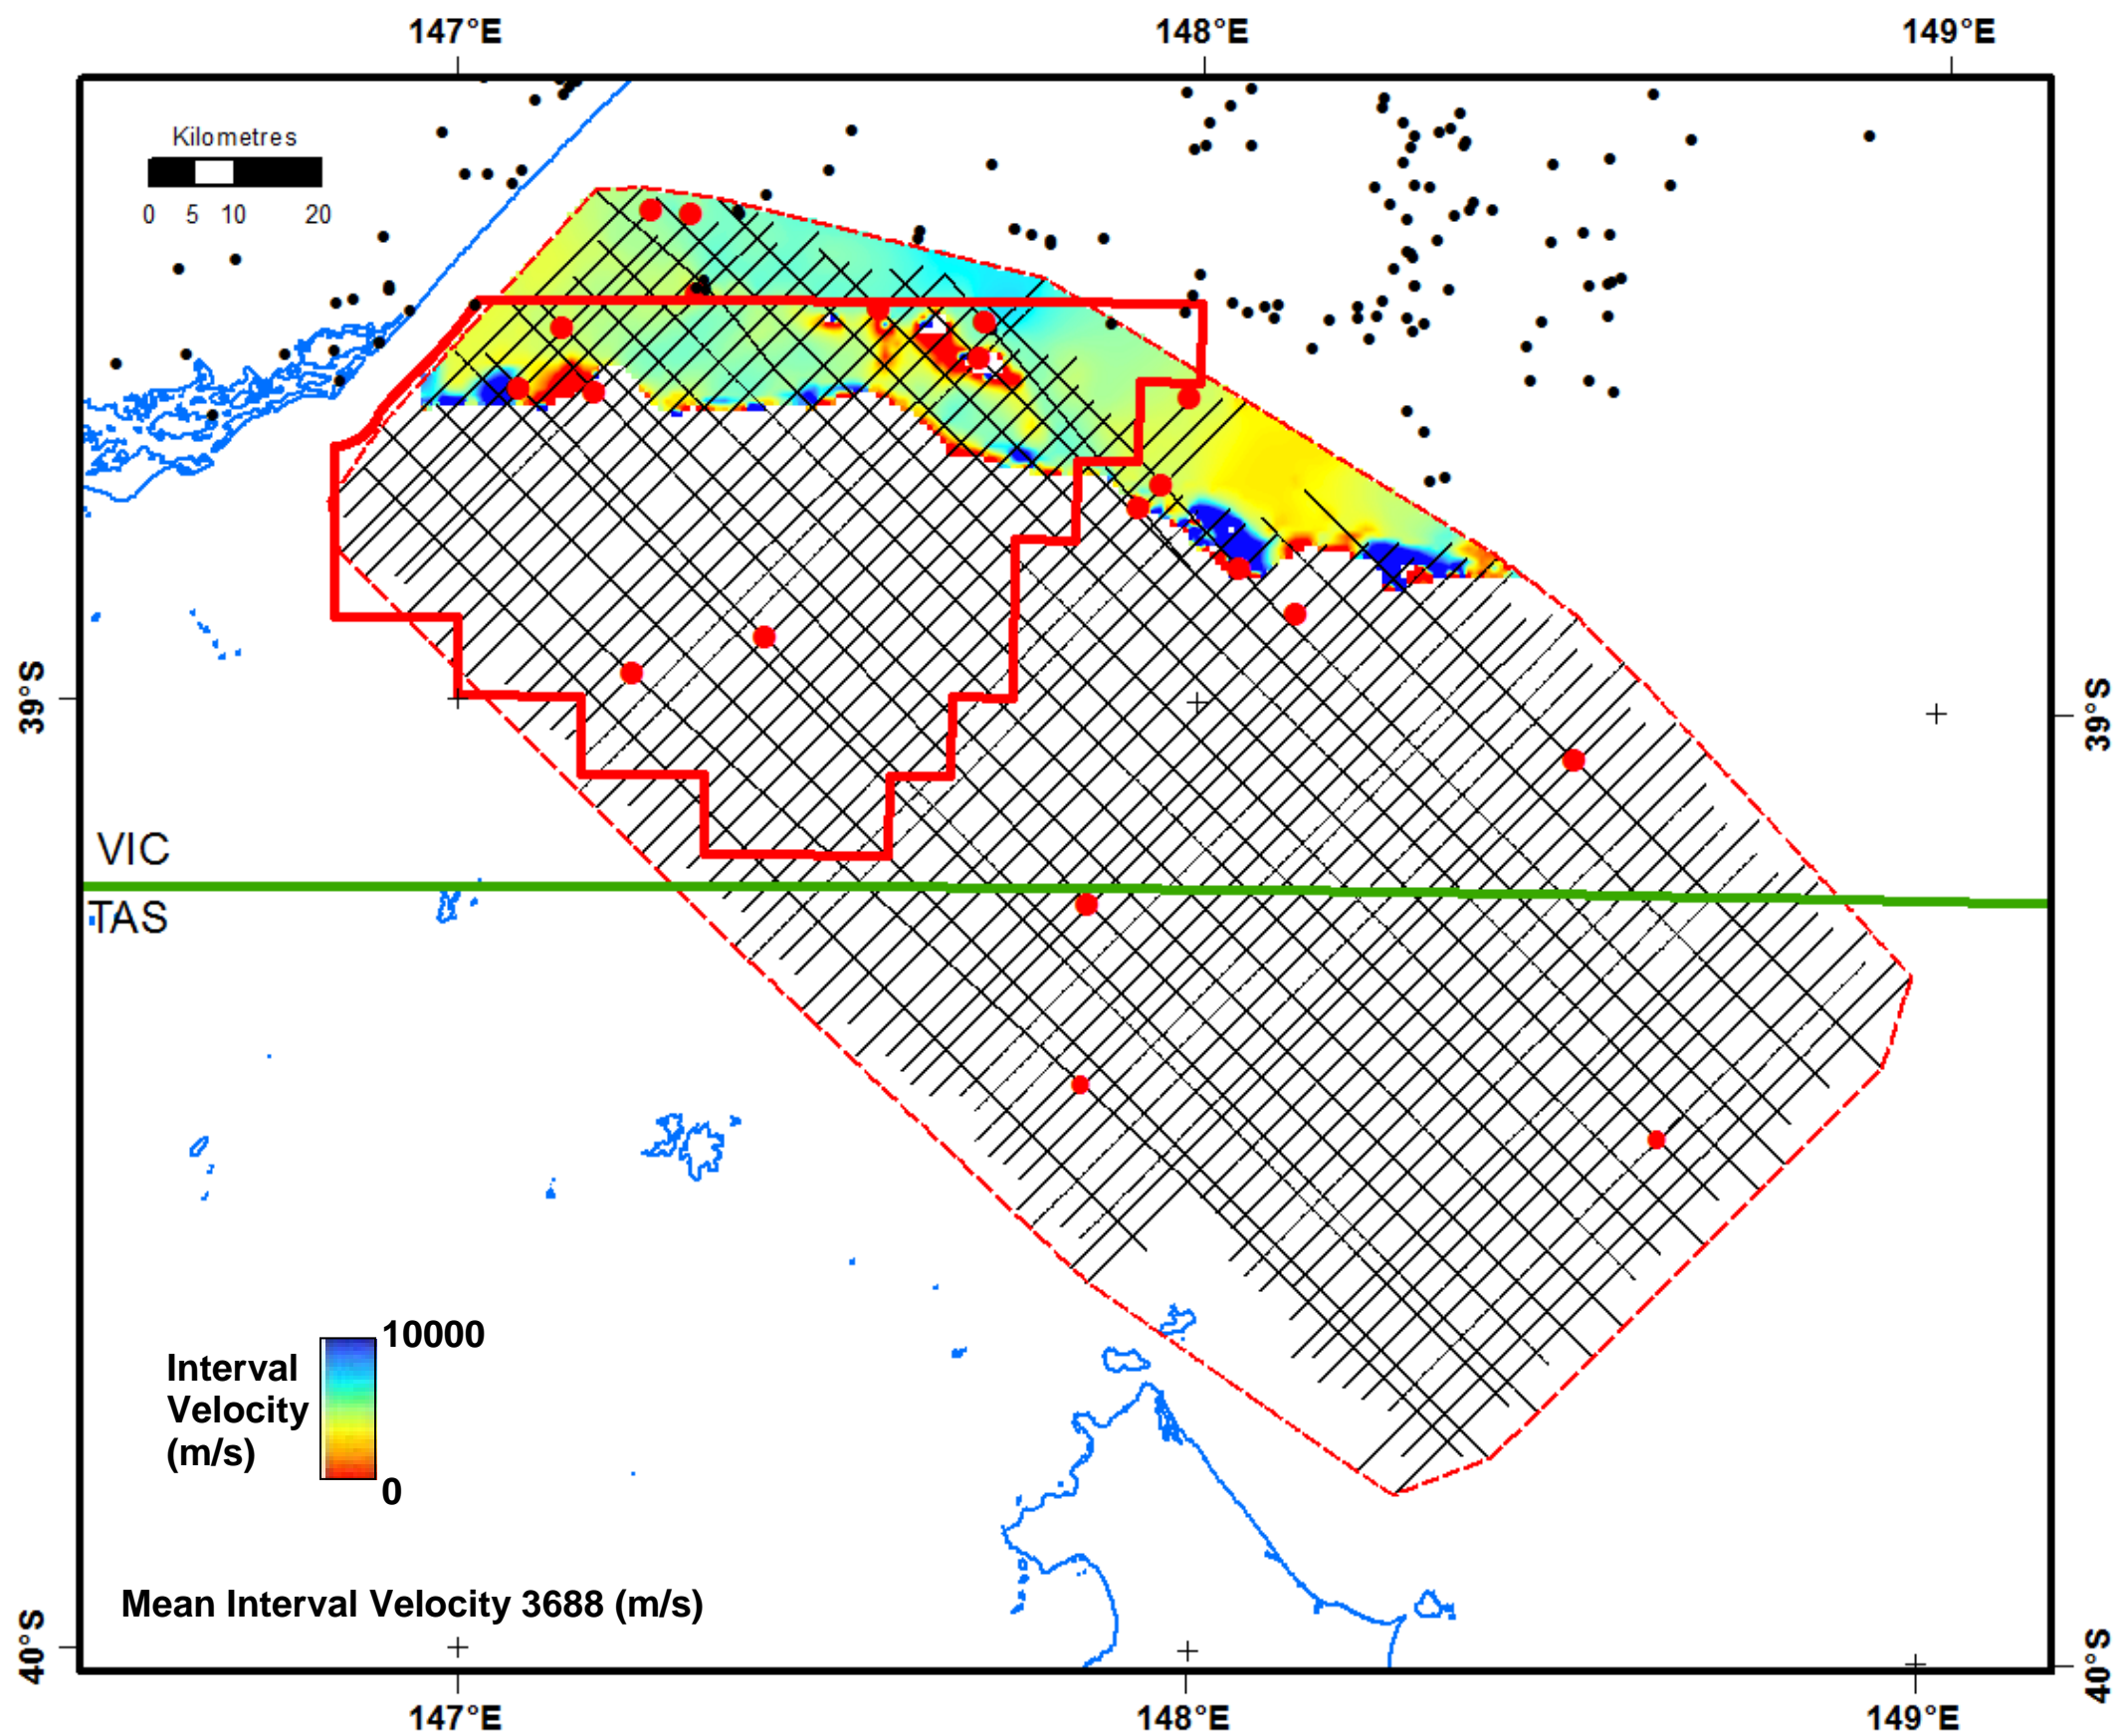 147°E 148°E 149°E
Kilometres
0 5 10 20
39°S 39°S
VIC
TAS
10000
Interval
Velocity
(m/s)
0
Mean Interval Velocity 3688 (m/s)
40°S 40°S
147°E 148°E 149°E